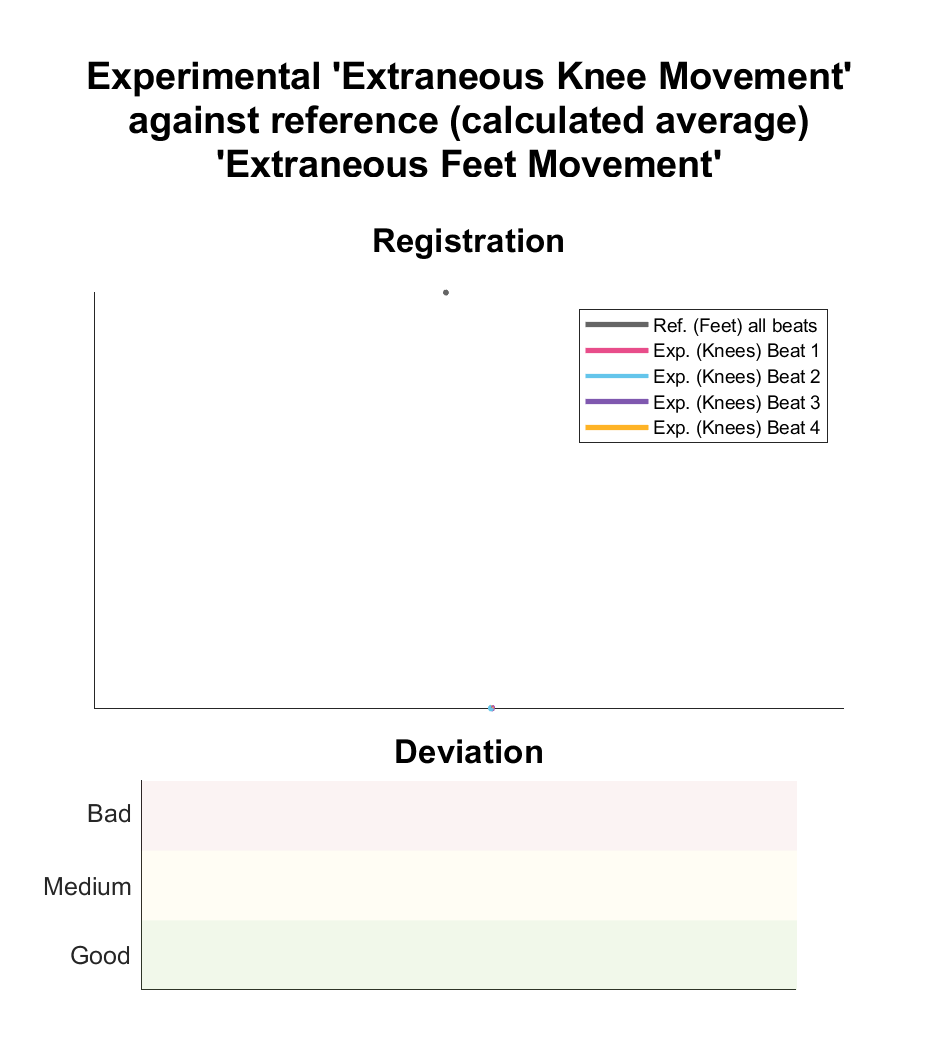 Experimental 'Extraneous Knee Movement'
against reference (calculated average)
'Extraneous Feet Movement'
Registration
Ref. (Feet) all beats
Exp. (Knees) Beat 1
Exp. (Knees) Beat 2
Exp. (Knees) Beat 3
Exp. (Knees) Beat 4
Deviation
Bad
Medium
Good